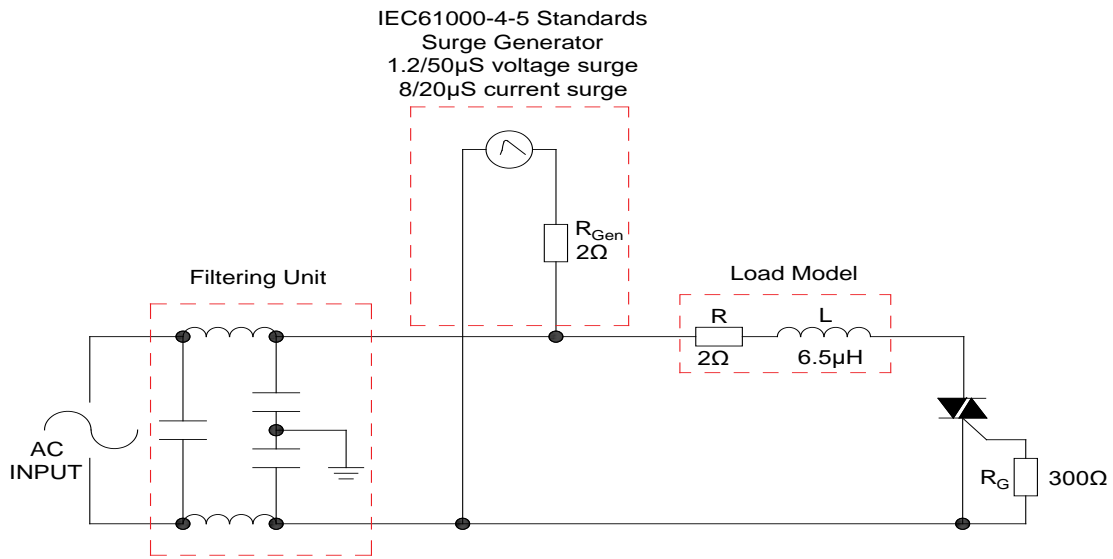 IEC61000-4-5 Standards
Surge Generator
1.2/50µS voltage surge
8/20µS current surge
RGen
2Ω
Filtering Unit
Load Model
R
L
2Ω
6.5µH
AC
INPUT
RG
300Ω